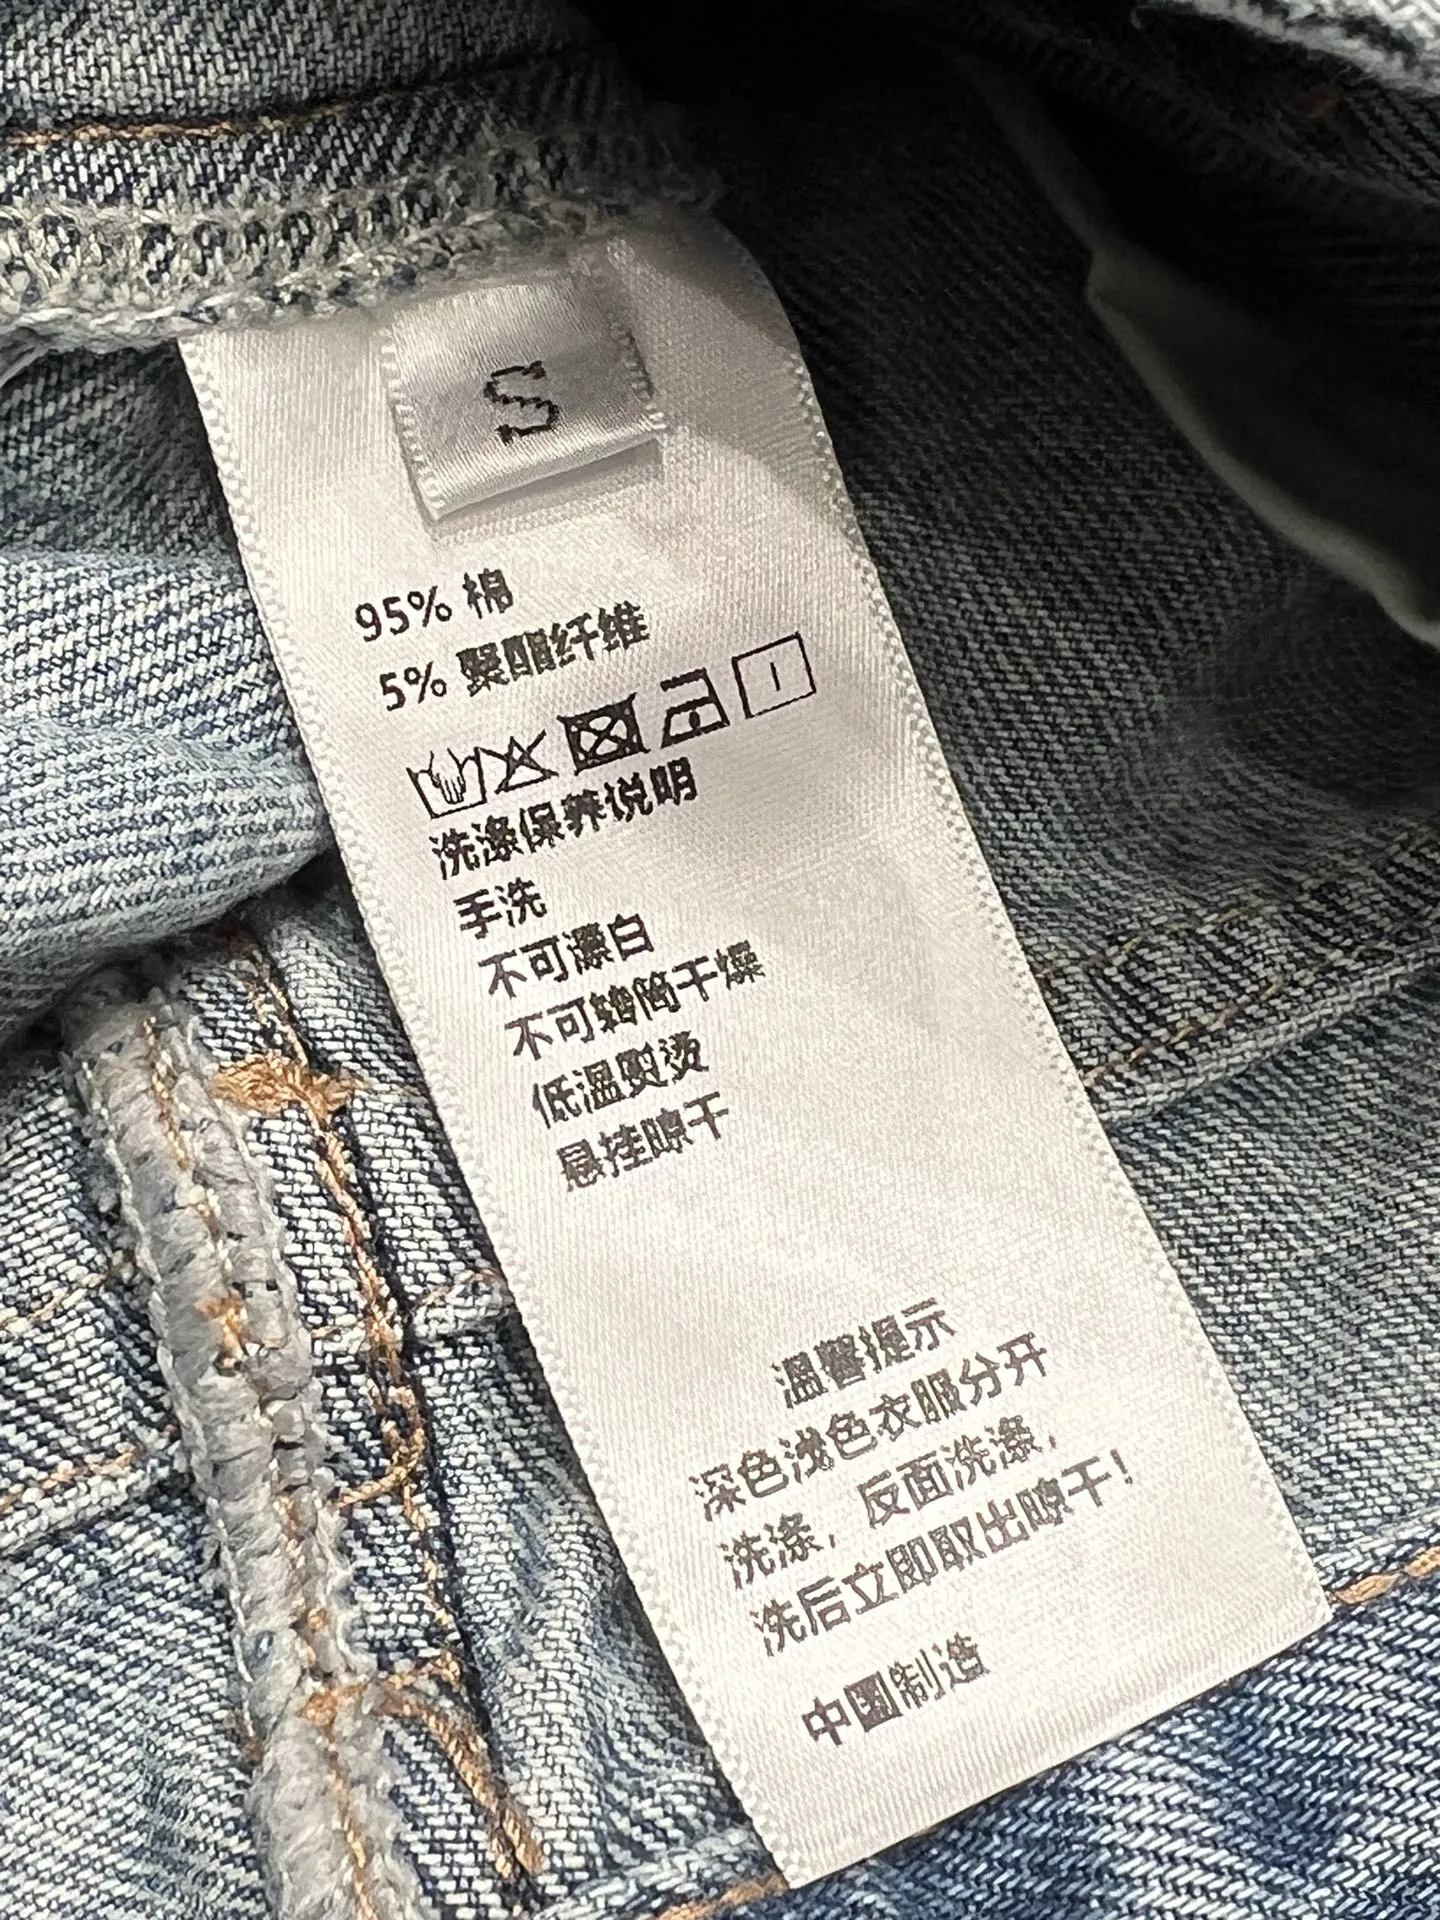 S
95% 棉
5% 聚酯纤维
洗涤保养说明
手洗
不可漂白
不可转筒干燥
低温熨烫
悬挂晾干
温馨提示
深色浅色衣服分开
洗涤，反面洗涤，
洗后立即取出晾干！
中国制造